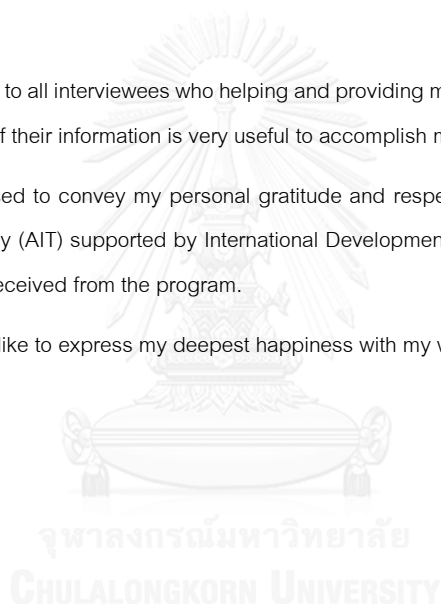 to all interviewees who helping and providing m
f their information is very useful to accomplish m
sed to convey my personal gratitude and respe
y (AIT) supported by International Developmen
eceived from the program.
like to express my deepest happiness with my v
จุฬาลงกรณ์มหาวิทยาลัย
CHULALONGKORN UNIVERSITY